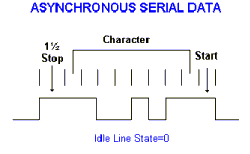 ASYNCHRONOUS SERIAL DATA
Character
1½
Stop
Start
Idle Line State=0